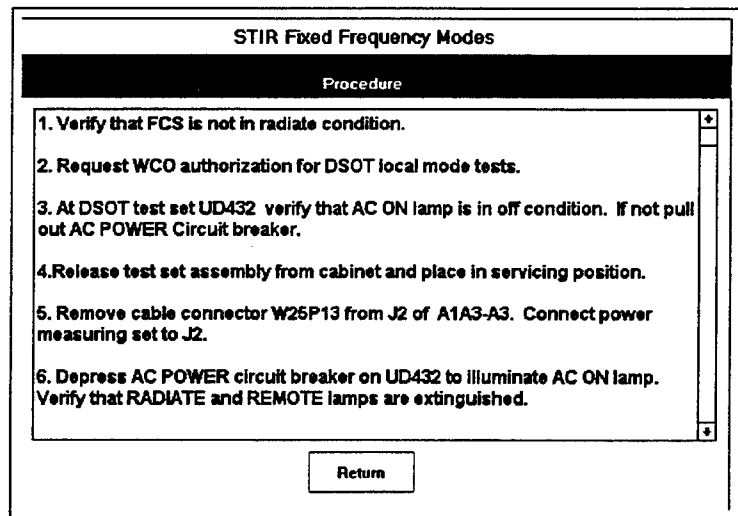 STIR Fixed Frequency Modes
Procedure
1. Verify that FCS is not in radiate condition.
2. Request WCO authorization for DSOT local mode tests.
3. At DSOT test set UD432 verify that AC ON lamp is in off condition. If not pull
out AC POWER Circuit breaker.
4.Release test set assembly from cabinet and place in servicing position.
5. Remove cable connector W25P13 from J2 of A1A3-A3. Connect power
measuring set to J2.
6. Depress AC POWER circuit breaker on UD432 to illuminate AC ON lamp.
Verify that RADIATE and REMOTE lamps are extinguished.
Return